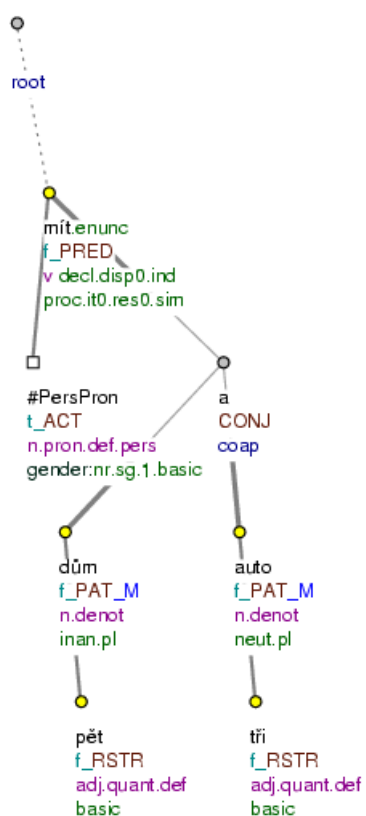 root
mít.enunc
f_PRED
v decl.disp0.ind
proc.it0.res0.sim
#PersPron
t_ACT
n.pron.def.pers
gender:nr.sg.1.basic
a
CONJ
coap
dům
f_PAT_M
n.denot
inan.pl
auto
f_PAT_M
n.denot
neut.pl
pět
f_RSTR
adj.quant.def
basic
tři
f_RSTR
adj.quant.def
basic